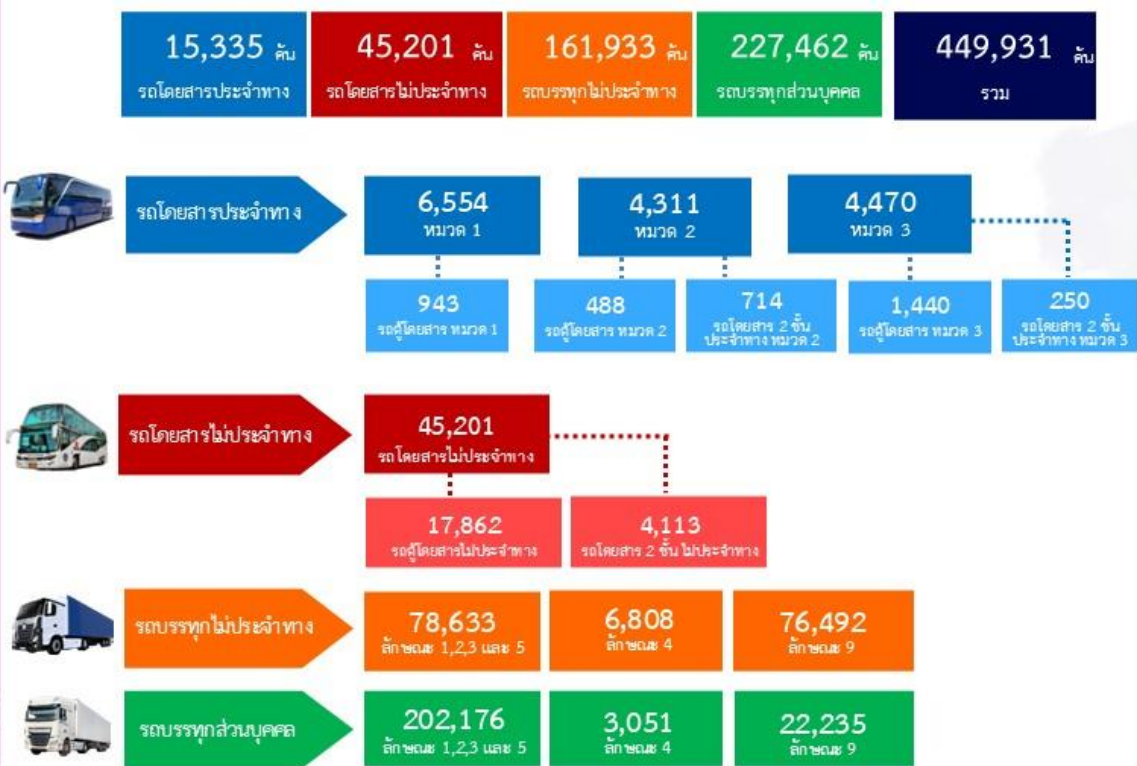 15,335 คัน
รถโดยสารประจำทาง
45,201 คัน
รถโดยสารไม่ประจำทาง
161,933 คัน
รถบรรทุกไม่ประจำทาง
227,462 คัน
รถบรรทุกส่วนบุคคล
449,931 คัน
รวม
รถโดยสารประจำทาง
6,554
หมวด 1
4,311
หมวด 2
4,470
หมวด 3
943
รถตู้โดยสาร หมวด 1
488
รถตู้โดยสาร หมวด 2
714
รถโดยสาร 2 ชั้น
ประจำทาง หมวด 2
1,440
รถตู้โดยสาร หมวด 3
250
รถโดยสาร 2 ชั้น
ประจำทาง หมวด 3
รถโดยสารไม่ประจำทาง
45,201
รถโดยสารไม่ประจำทาง
17,862
รถตู้โดยสารไม่ประจำทาง
4,113
รถโดยสาร 2 ชั้น ไม่ประจำทาง
รถบรรทุกไม่ประจำทาง
78,633
ลักษณะ 1,2,3 และ 5
6,808
ลักษณะ 4
76,492
ลักษณะ 9
รถบรรทุกส่วนบุคคล
202,176
ลักษณะ 1,2,3 และ 5
3,051
ลักษณะ 4
22,235
ลักษณะ 9